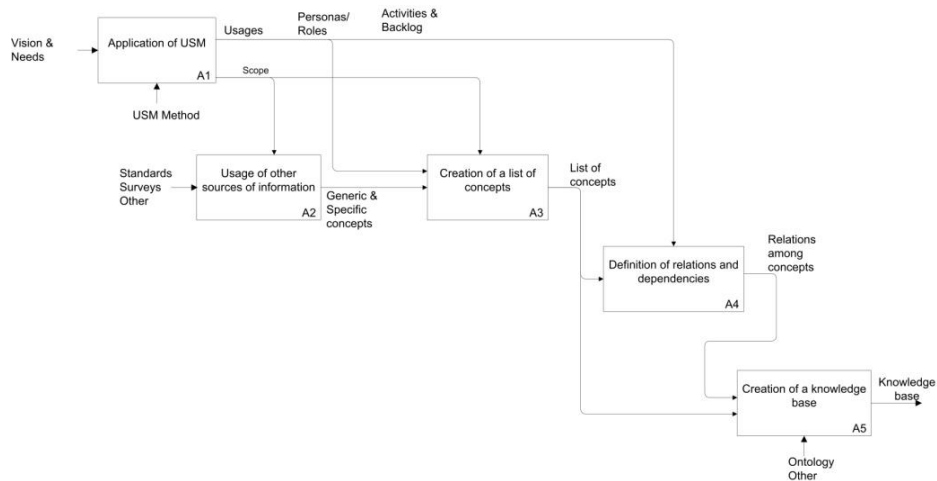 Vision &
Needs
Application of USM
A1
USM Method
Usages
Personas/
Roles
Activities &
Backlog
Scope
Standards
Surveys
Other
Usage of other
sources of information
A2
Generic &
Specific
concepts
Creation of a list of
concepts
A3
List of
concepts
Definition of relations and
dependencies
A4
Relations
among
concepts
Creation of a knowledge
base
A5
Knowledge
base
Ontology
Other